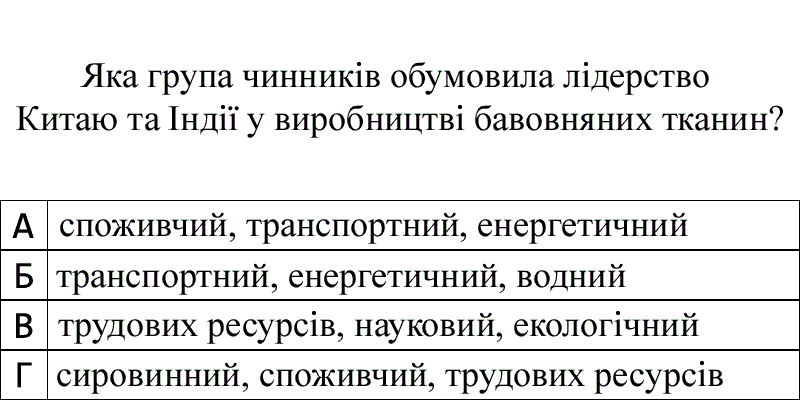 Яка група чинників обумовила лідерство
Китаю та Індії у виробництві бавовняних тканин?
А споживчий, транспортний, енергетичний
Б транспортний, енергетичний, водний
В трудових ресурсів, науковий, екологічний
Г сировинний, споживчий, трудових ресурсів